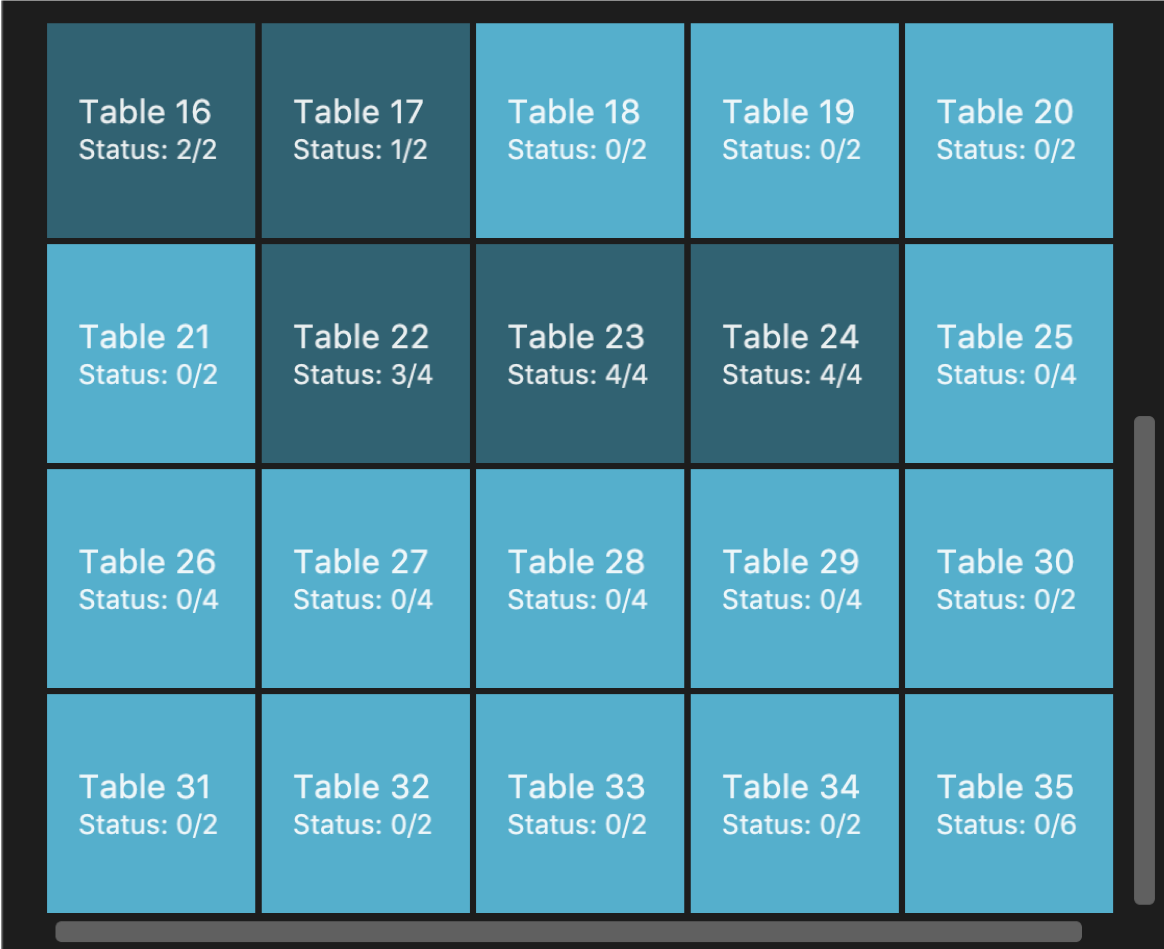 Table 16
Status: 2/2
Table 17
Status: 1/2
Table 18
Status: 0/2
Table 19
Status: 0/2
Table 20
Status: 0/2
Table 21
Status: 0/2
Table 22
Status: 3/4
Table 23
Status: 4/4
Table 24
Status: 4/4
Table 25
Status: 0/4
Table 26
Status: 0/4
Table 27
Status: 0/4
Table 28
Status: 0/4
Table 29
Status: 0/4
Table 30
Status: 0/2
Table 31
Status: 0/2
Table 32
Status: 0/2
Table 33
Status: 0/2
Table 34
Status: 0/2
Table 35
Status: 0/6